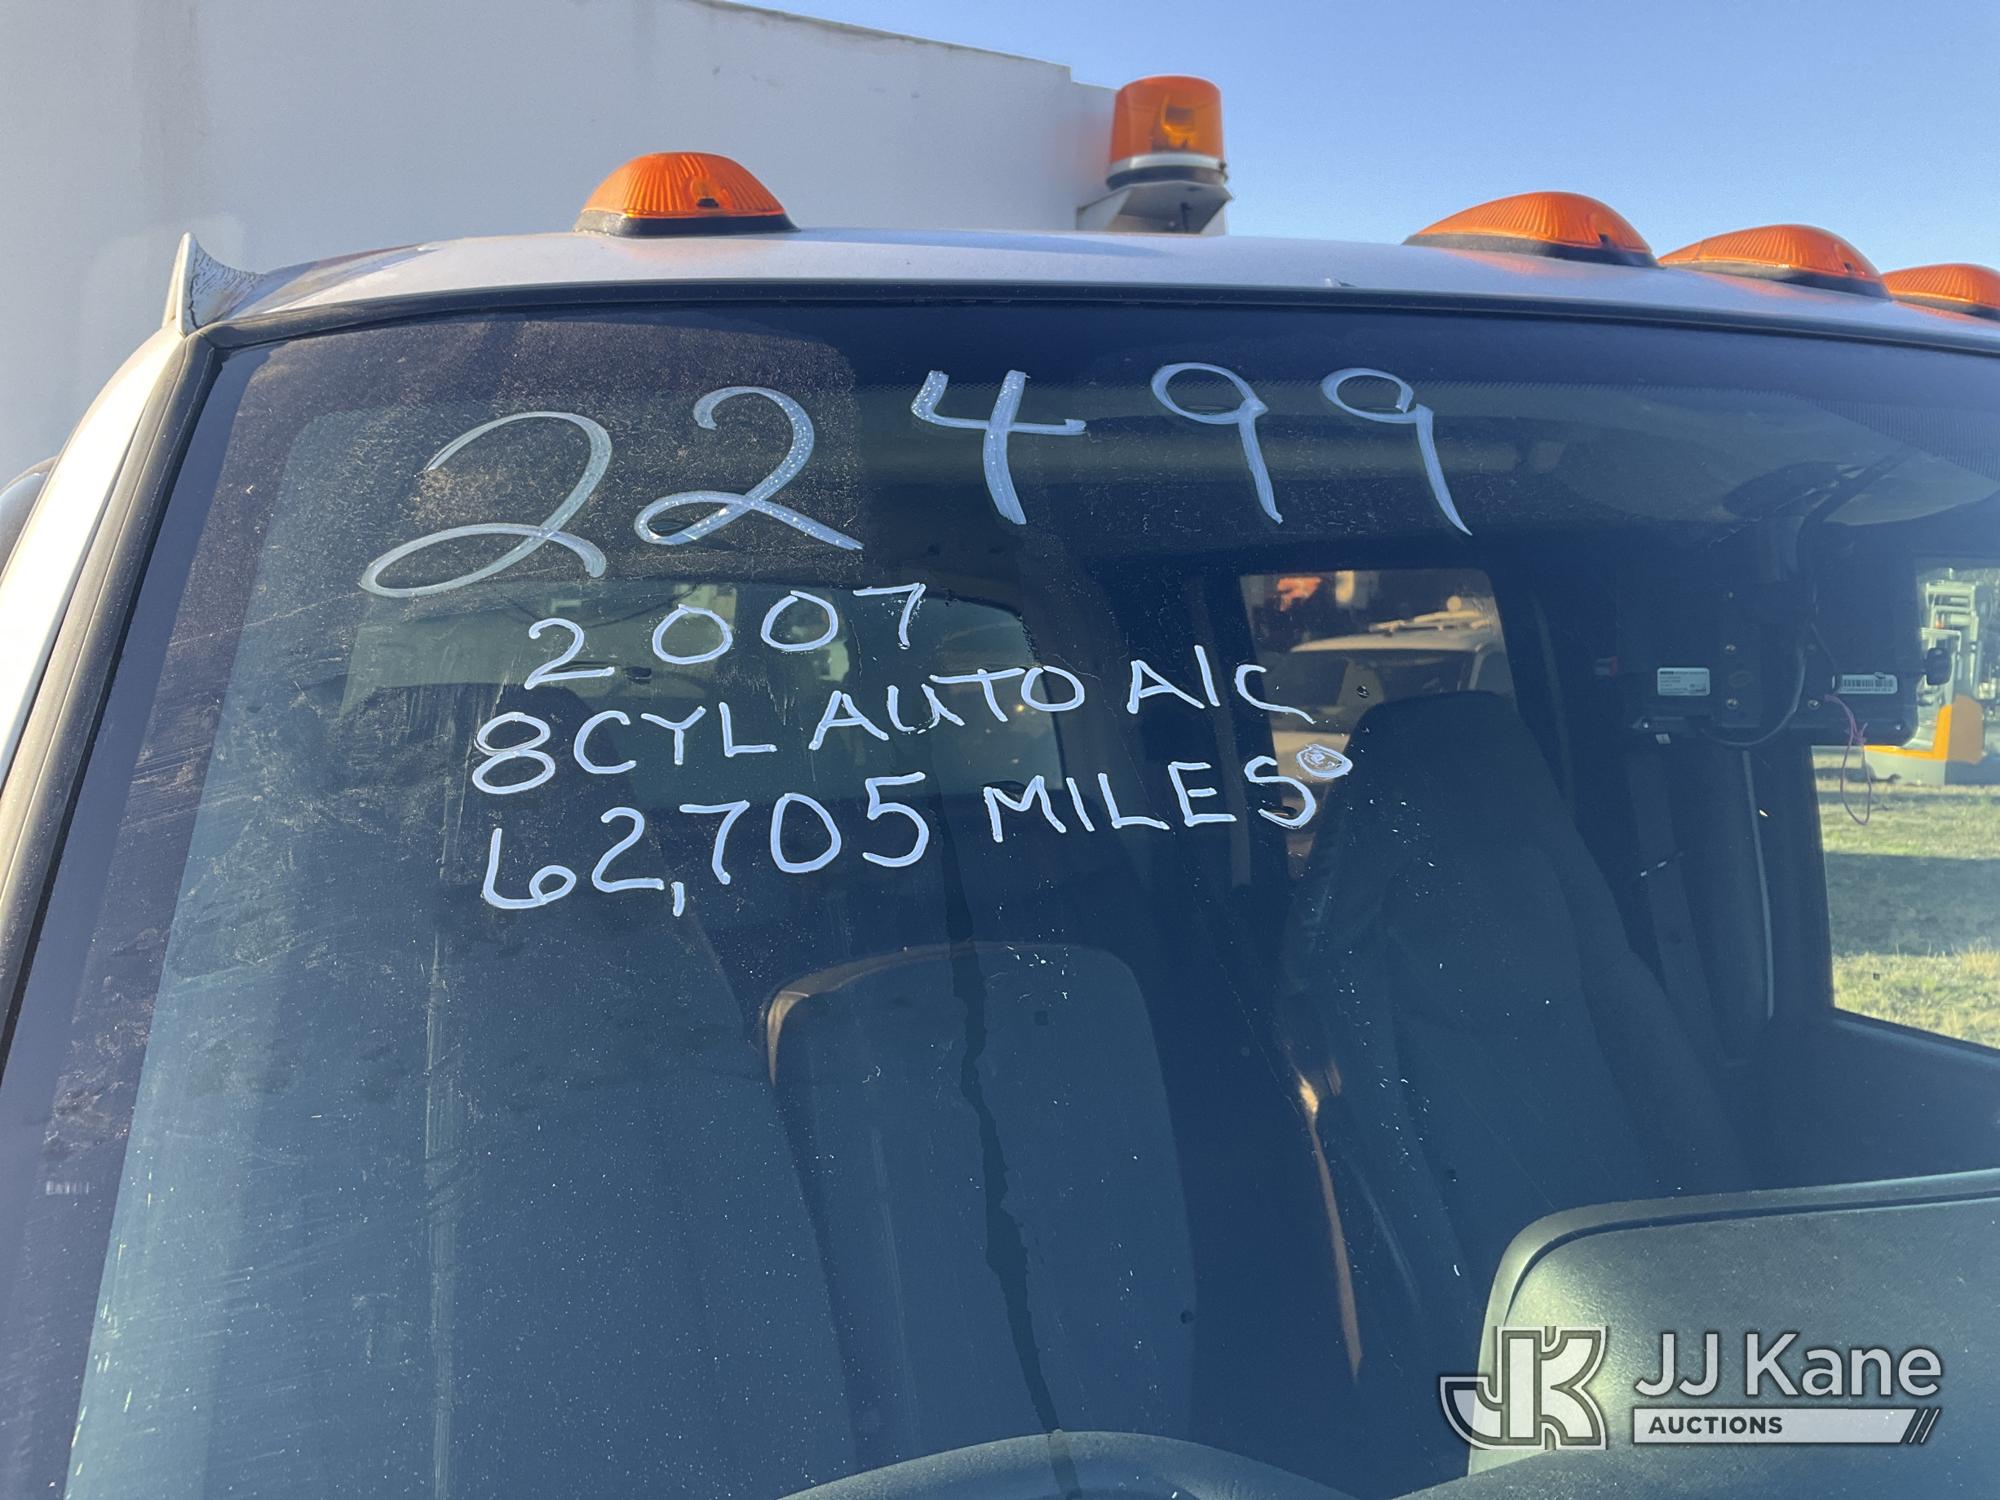 22499
2007
8CYL AUTO A/C
62,705 MILES
JJ Kane
AUCTIONS